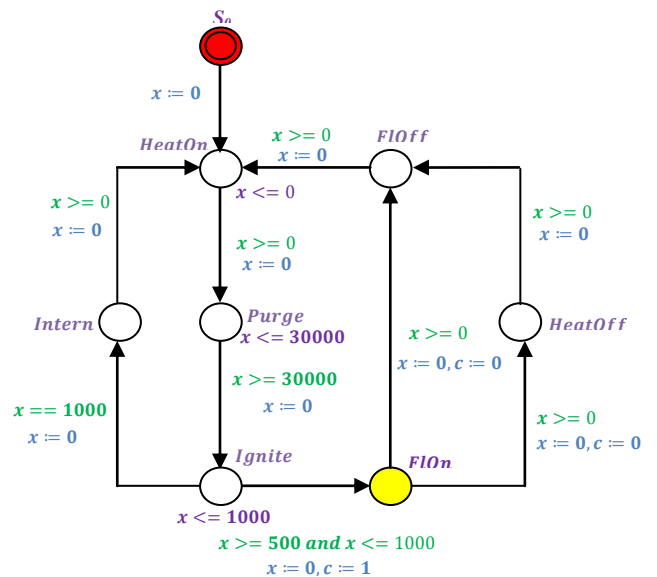 S₀
x := 0
HeatOn
x >= 0
x := 0
FlOff
x <= 0
x >= 0
x := 0
x >= 0
x := 0
x >= 0
x := 0
Intern
Purge
x <= 30000
HeatOff
x >= 0
x := 0, c := 0
x >= 30000
x := 0
x == 1000
x := 0
x >= 0
x := 0, c := 0
Ignite
FlOn
x <= 1000
x >= 500 and x <= 1000
x := 0, c := 1